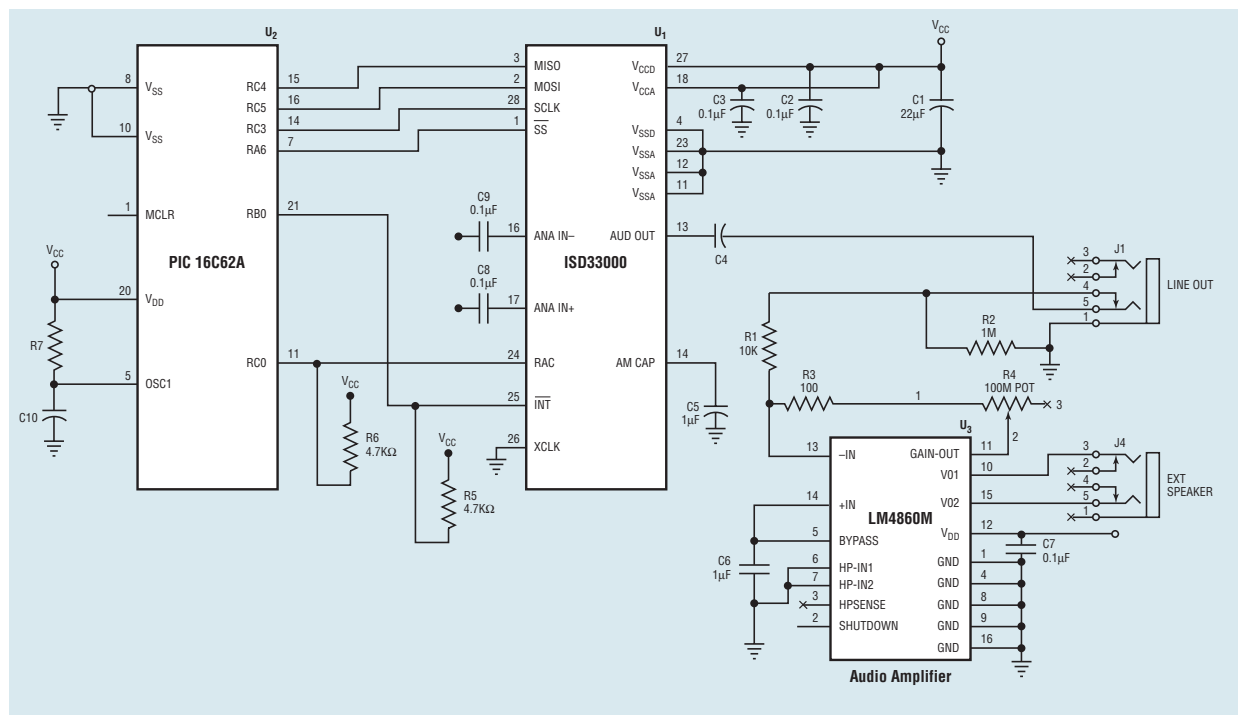 U2
U1
VCC
8
VSS
10
VSS
1
MCLR
VCC
20
VDD
R7
5
OSC1
C10
PIC 16C62A
RC4
15
RC5
16
RC3
14
RA6
7
RB0
21
RC0
11
3
MISO
2
MOSI
28
SCLK
1
SS
C9
0.1µF
16
ANA IN–
C8
0.1µF
17
ANA IN+
24
RAC
25
INT
26
XCLK
VCC
R6
4.7KΩ
VCC
R5
4.7KΩ
ISD33000
VCCD
27
VCCA
18
VSSD
4
VSSA
23
VSSA
12
VSSA
11
AUD OUT
13
AM CAP
14
C3
0.1µF
C2
0.1µF
C1
22µF
C4
C5
1µF
J1
3
2
4
5
1
LINE OUT
R1
10K
R2
1M
R3
100
1
R4
100M POT
3
2
U3
13
–IN
14
+IN
5
BYPASS
6
HP-IN1
7
HP-IN2
3
HPSENSE
2
SHUTDOWN
C6
1µF
LM4860M
GAIN-OUT
11
V01
10
V02
15
VDD
12
GND
1
GND
4
GND
8
GND
9
GND
16
C7
0.1µF
J4
3
2
4
5
1
EXT
SPEAKER
Audio Amplifier